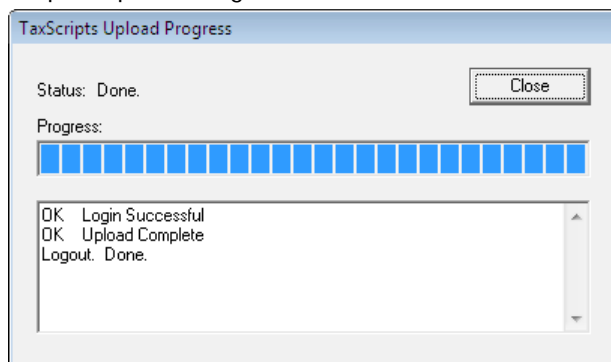 TaxScripts Upload Progress
Status: Done.
Close
Progress:
OK Login Successful
OK Upload Complete
Logout. Done.